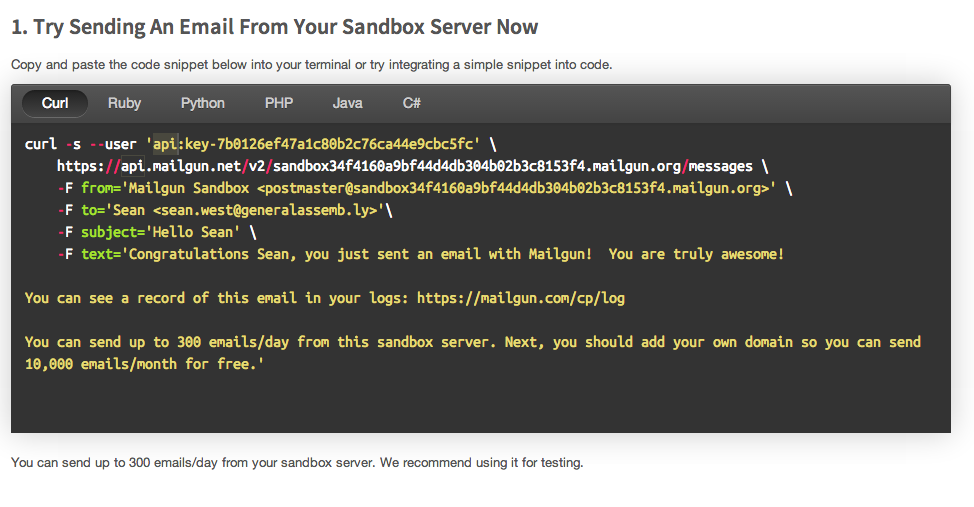 1. Try Sending An Email From Your Sandbox Server Now
Copy and paste the code snippet below into your terminal or try integrating a simple snippet into code.
Curl Ruby Python PHP Java C#
curl -s --user 'api:key-7b0126ef47a1c80b2c76ca44e9cbc5fc' \
https://api.mailgun.net/v2/sandbox34f4160a9bf44d4db304b02b3c8153f4.mailgun.org/messages \
-F from='Mailgun Sandbox <postmaster@sandbox34f4160a9bf44d4db304b02b3c8153f4.mailgun.org>' \
-F to='Sean <sean.west@generalassemb.ly>'\
-F subject='Hello Sean' \
-F text='Congratulations Sean, you just sent an email with Mailgun!  You are truly awesome!
You can see a record of this email in your logs: https://mailgun.com/cp/log
You can send up to 300 emails/day from this sandbox server. Next, you should add your own domain so you can send
10,000 emails/month for free.'
You can send up to 300 emails/day from your sandbox server. We recommend using it for testing.